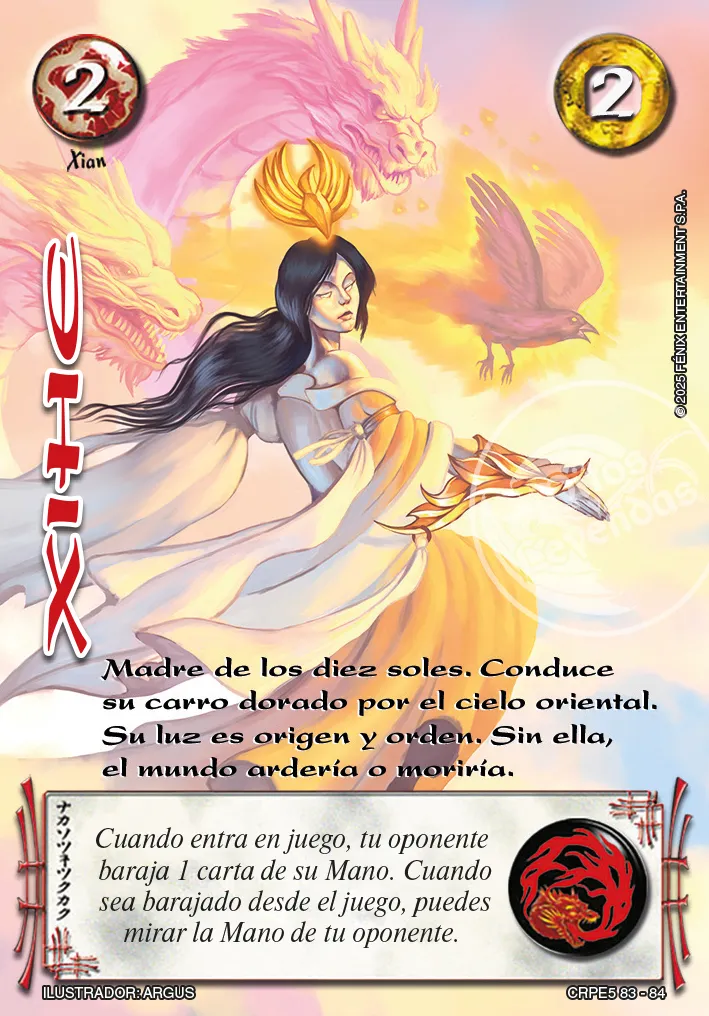 2
2
Xian
XIHE
© 2025 FÉNIX ENTERTAINMENT S.P.A.
Madre de los diez soles. Conduce
su carro dorado por el cielo oriental.
Su luz es origen y orden. Sin ella,
el mundo ardería o moriría.
ナカソツネツクカク
Cuando entra en juego, tu oponente
baraja 1 carta de su Mano. Cuando
sea barajado desde el juego, puedes
mirar la Mano de tu oponente.
ILUSTRADOR: ARGUS
CRPE5 83 - 84